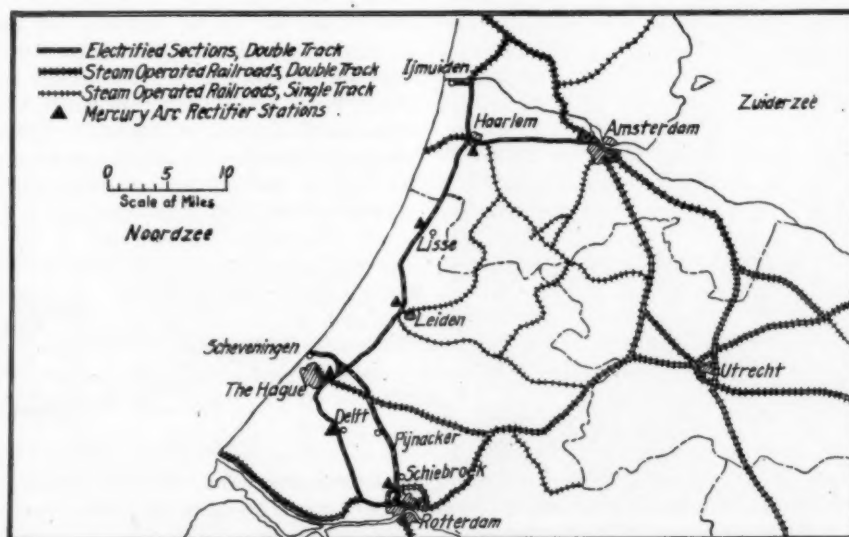 Electrified Sections, Double Track
Steam Operated Railroads, Double Track
Steam Operated Railroads, Single Track
Mercury Arc Rectifier Stations
0 5 10
Scale of Miles
Noordzee
Ijmuiden
Zuiderzee
Haarlem
Amsterdam
Lisse
Leiden
Scheveningen
The Hague
Utrecht
Delft
Pijnacker
Schiebroek
Rotterdam